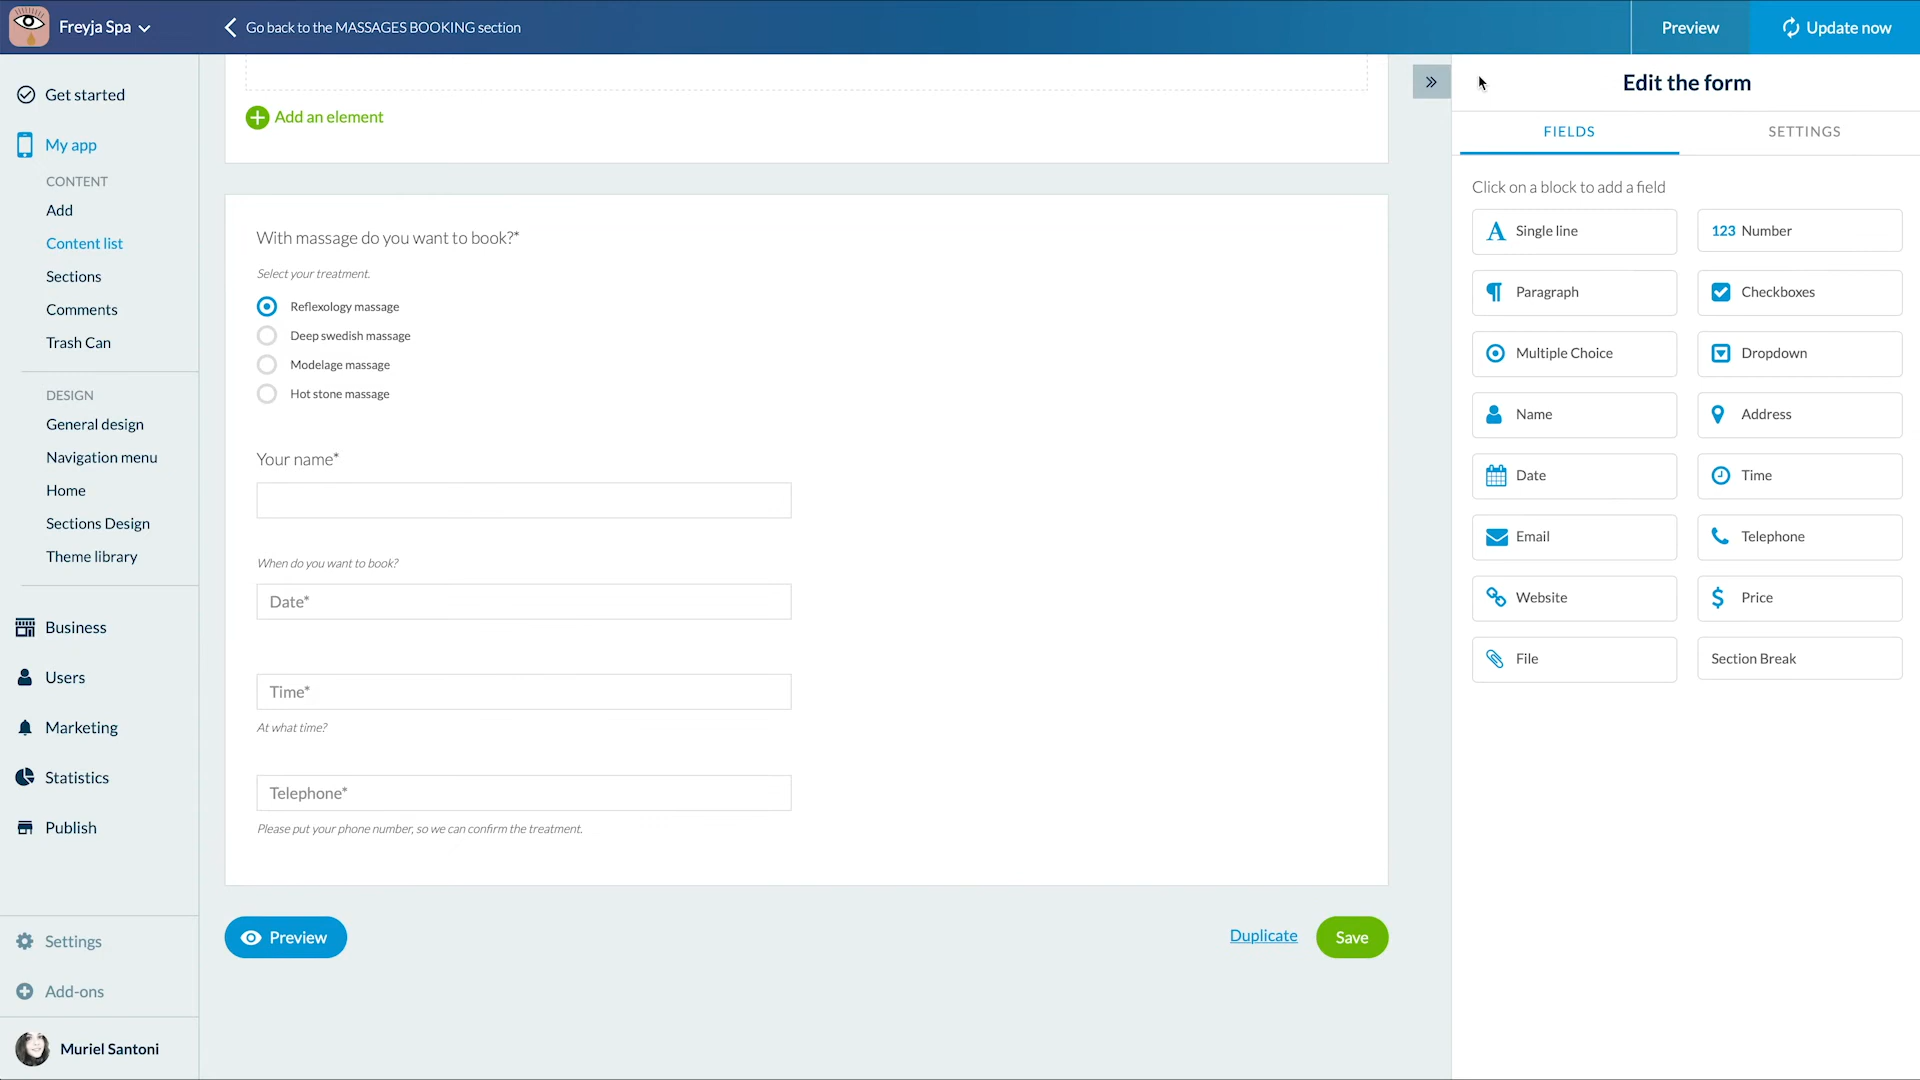 Freyja Spa
Go back to the MASSAGES BOOKING section
Preview
Update now
Get started
My app
CONTENT
Add
Content list
Sections
Comments
Trash Can
DESIGN
General design
Navigation menu
Home
Sections Design
Theme library
Business
Users
Marketing
Statistics
Publish
Settings
Add-ons
Muriel Santoni
Add an element
With massage do you want to book?*
Select your treatment.
Reflexology massage
Deep swedish massage
Modelage massage
Hot stone massage
Your name*
When do you want to book?
Date*
Time*
At what time?
Telephone*
Please put your phone number, so we can confirm the treatment.
Preview
Duplicate
Save
Edit the form
FIELDS SETTINGS
Click on a block to add a field
Single line
123 Number
Paragraph
Checkboxes
Multiple Choice
Dropdown
Name
Address
Date
Time
Email
Telephone
Website
$ Price
File
Section Break